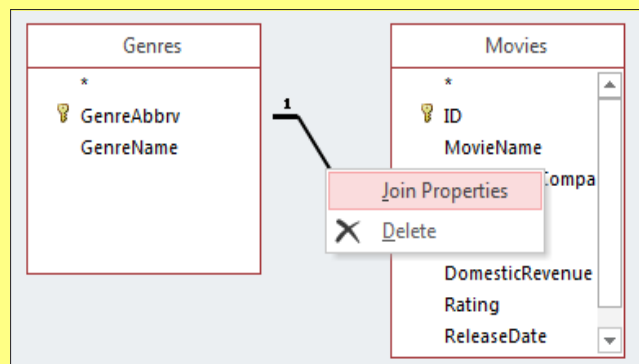 Genres
*
GenreAbbrv
GenreName
1
Movies
*
ID
MovieName
Compa
DomesticRevenue
Rating
ReleaseDate
Join Properties
Delete